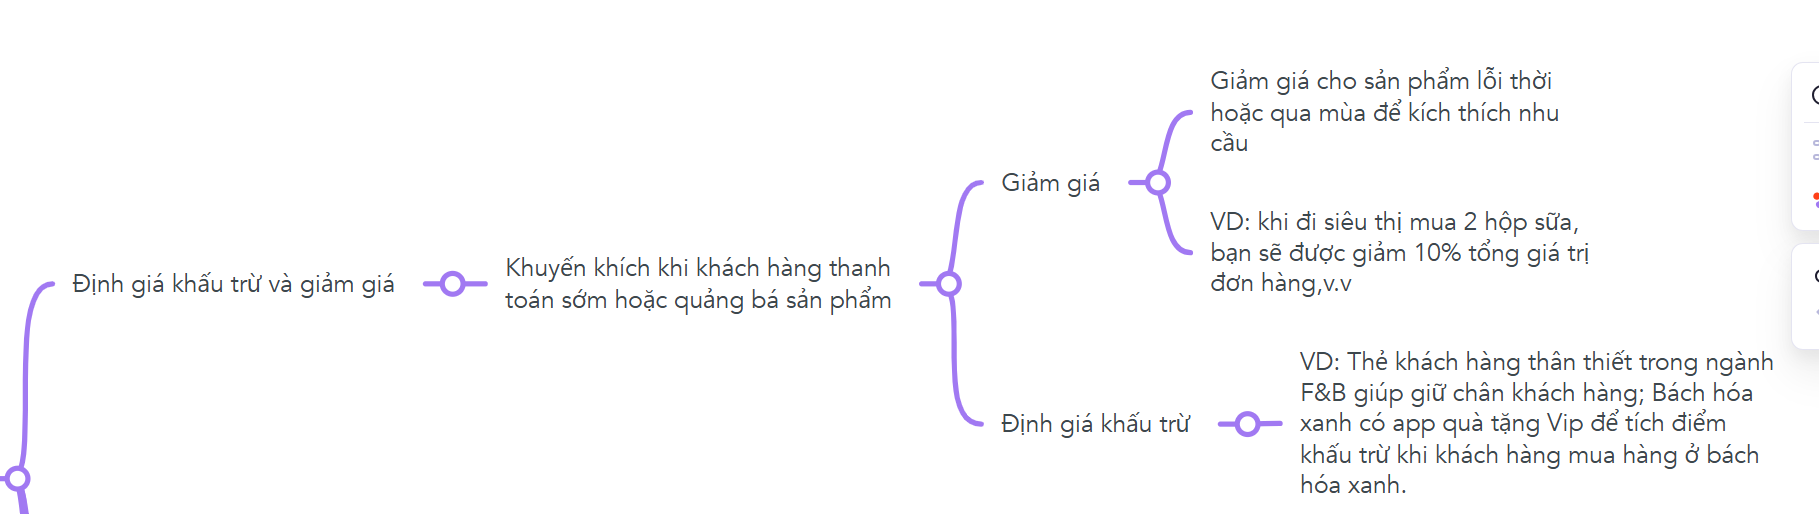 Định giá khấu trừ và giảm giá
Khuyến khích khi khách hàng thanh
toán sớm hoặc quảng bá sản phẩm
Giảm giá
Giảm giá cho sản phẩm lỗi thời
hoặc qua mùa để kích thích nhu
cầu
VD: khi đi siêu thị mua 2 hộp sữa,
bạn sẽ được giảm 10% tổng giá trị
đơn hàng,v.v
Định giá khấu trừ
VD: Thẻ khách hàng thân thiết trong ngành
F&B giúp giữ chân khách hàng; Bách hóa
xanh có app quà tặng Vip để tích điểm
khấu trừ khi khách hàng mua hàng ở bách
hóa xanh.